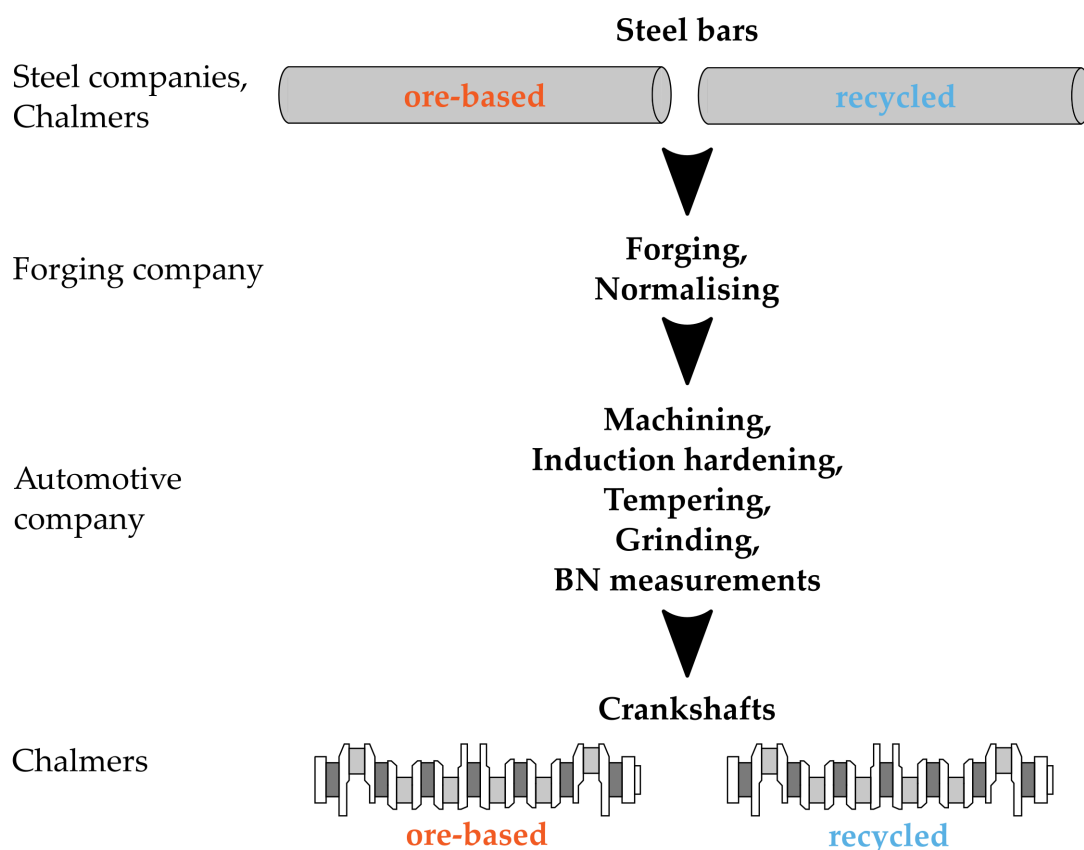 Steel bars
Steel companies,
Chalmers
ore-based
recycled
Forging company
Forging,
Normalising
Automotive
company
Machining,
Induction hardening,
Tempering,
Grinding,
BN measurements
Crankshafts
Chalmers
ore-based
recycled